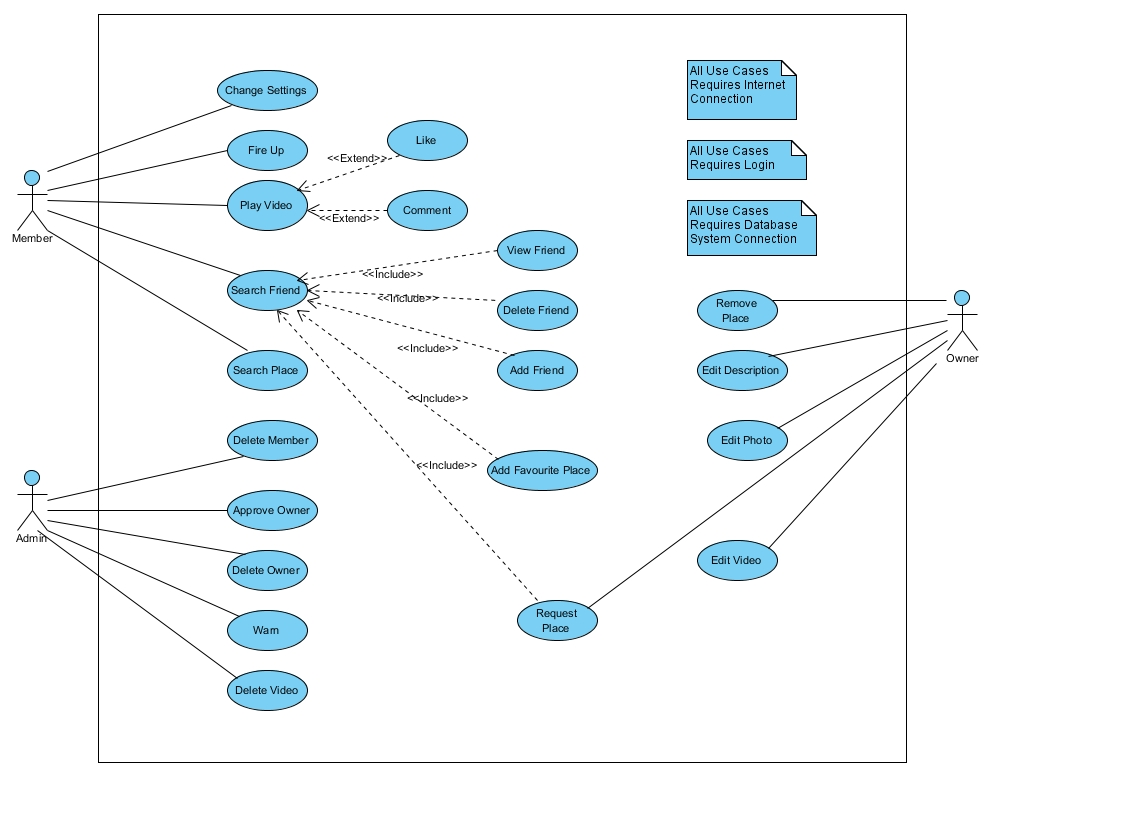 Change Settings
Fire Up
Play Video
Like
Comment
<<Extend>>
<<Extend>>
Member
Search Friend
View Friend
<<Include>>
<<Include>>
Delete Friend
<<Include>>
Add Friend
Search Place
<<Include>>
Add Favourite Place
<<Include>>
Request
Place
Delete Member
Admin
Approve Owner
Delete Owner
Warn
Delete Video
All Use Cases
Requires Internet
Connection
All Use Cases
Requires Login
All Use Cases
Requires Database
System Connection
Remove
Place
Edit Description
Edit Photo
Edit Video
Owner